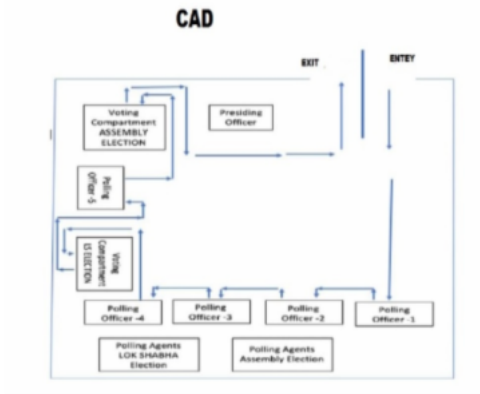 CAD
EXIT
ENTEY
Voting
Compartment
ASSEMBLY
ELECTION
Presiding
Officer
Polling
Officer -5
Voting
Compartment
LS ELECTION
Polling
Officer -4
Polling
Officer -3
Polling
Officer -2
Polling
Officer -1
Polling Agents
LOK SHABHA
Election
Polling Agents
Assembly Election